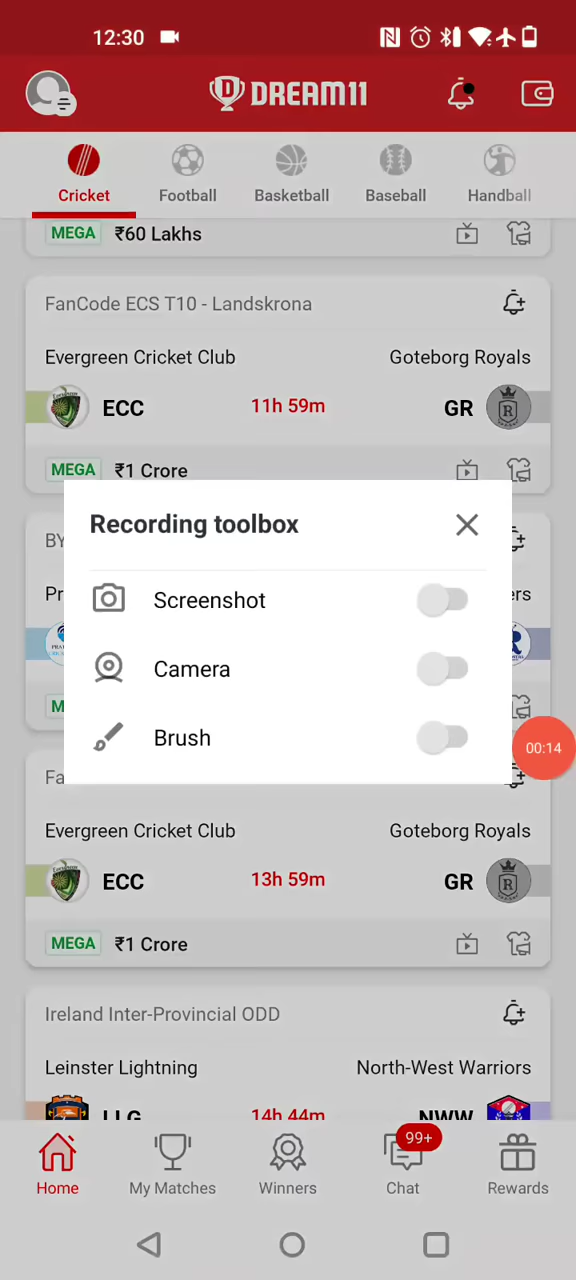 12:30
DREAM11
Cricket Football Basketball Baseball Handball
MEGA ₹60 Lakhs
FanCode ECS T10 - Landskrona
Evergreen Cricket Club Goteborg Royals
ECC 11h 59m GR
MEGA ₹1 Crore
Recording toolbox
Screenshot
Camera
Brush
00:14
Evergreen Cricket Club Goteborg Royals
ECC 13h 59m GR
MEGA ₹1 Crore
Ireland Inter-Provincial ODD
Leinster Lightning North-West Warriors
LLG 14h 44m NWW
99+
Home My Matches Winners Chat Rewards